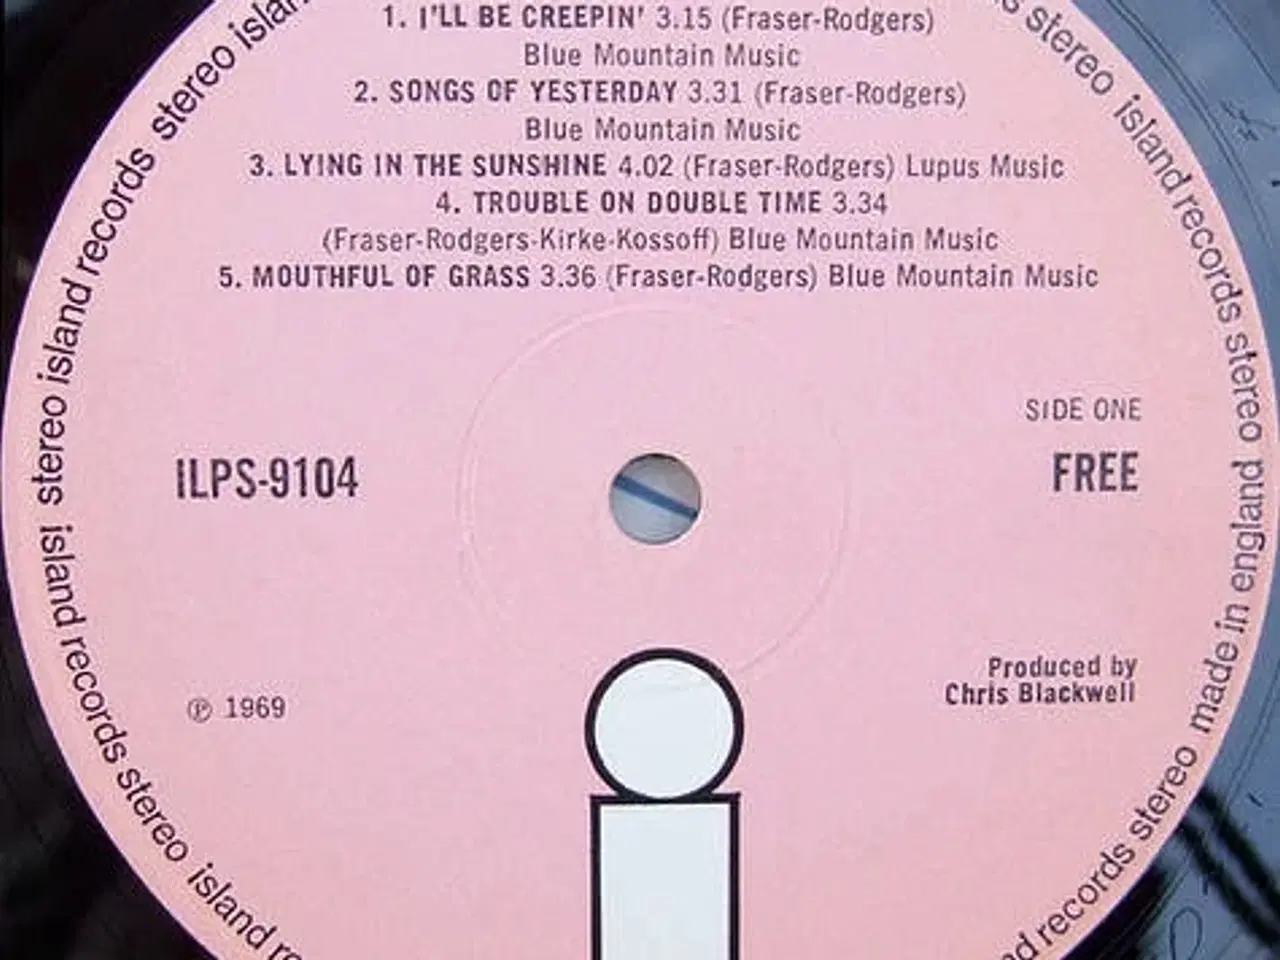 1. I'LL BE CREEPIN' 3.15 (Fraser-Rodgers)
Blue Mountain Music
2. SONGS OF YESTERDAY 3.31 (Fraser-Rodgers)
Blue Mountain Music
3. LYING IN THE SUNSHINE 4.02 (Fraser-Rodgers) Lupus Music
4. TROUBLE ON DOUBLE TIME 3.34
(Fraser-Rodgers-Kirke-Kossoff) Blue Mountain Music
5. MOUTHFUL OF GRASS 3.36 (Fraser-Rodgers) Blue Mountain Music
SIDE ONE
ILPS-9104
FREE
Produced by
Chris Blackwell
℗ 1969
i
island records stereo island records stereo island records stereo
stereo island records stereo made in england
records stereo